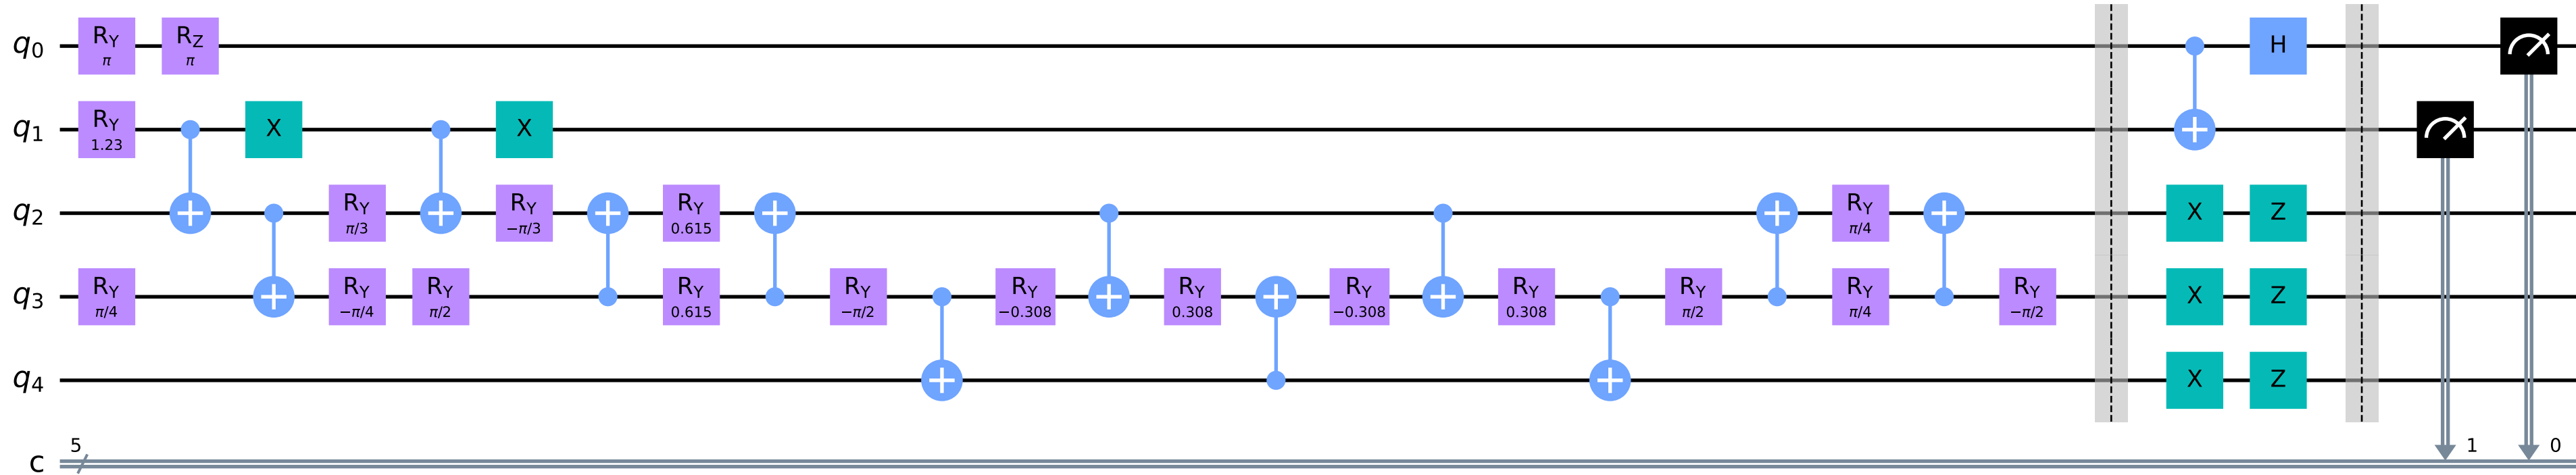 q0 RY π RZ π H
q1 RY 1.23 X X
q2 RY π/3 RY −π/3 RY 0.615 RY π/4 X Z
q3 RY π/4 RY −π/4 RY π/2 RY 0.615 RY −π/2 RY −0.308 RY 0.308 RY −0.308 RY 0.308 RY π/2 RY π/4 RY −π/2 X Z
q4 X Z
c 5 1 0